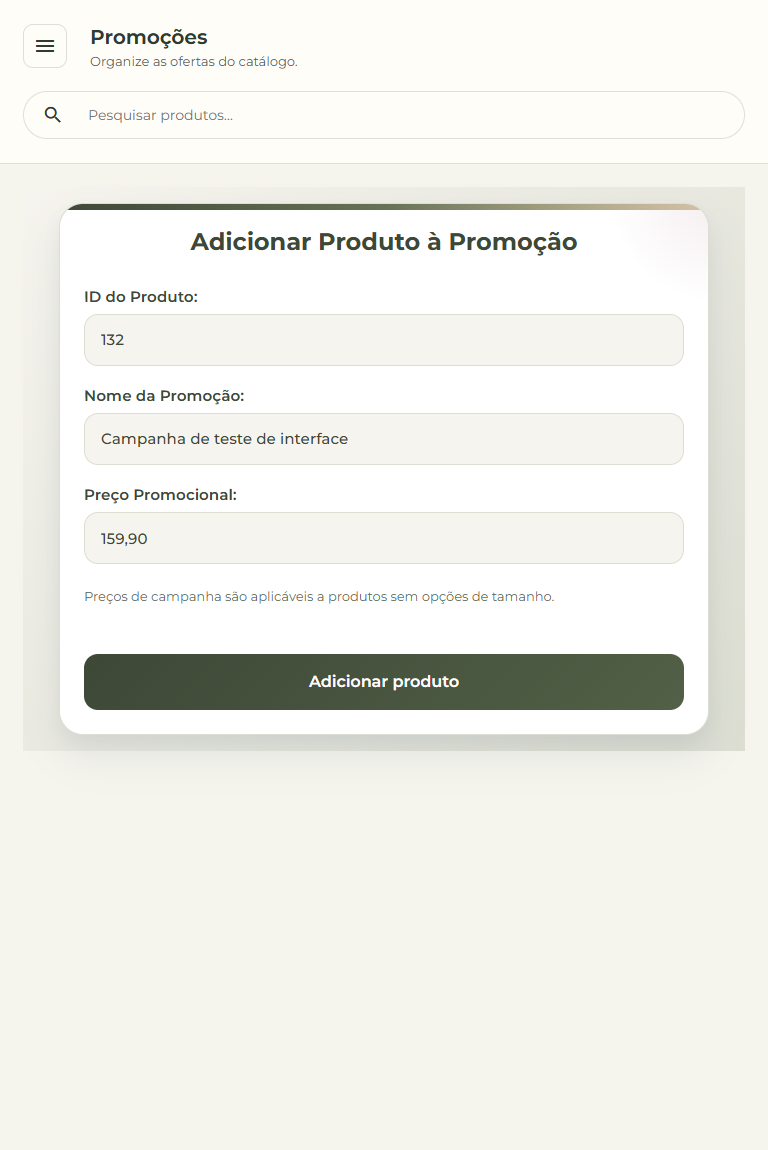 Promoções
Organize as ofertas do catálogo.
Pesquisar produtos...
Adicionar Produto à Promoção
ID do Produto:
132
Nome da Promoção:
Campanha de teste de interface
Preço Promocional:
159,90
Preços de campanha são aplicáveis a produtos sem opções de tamanho.
Adicionar produto